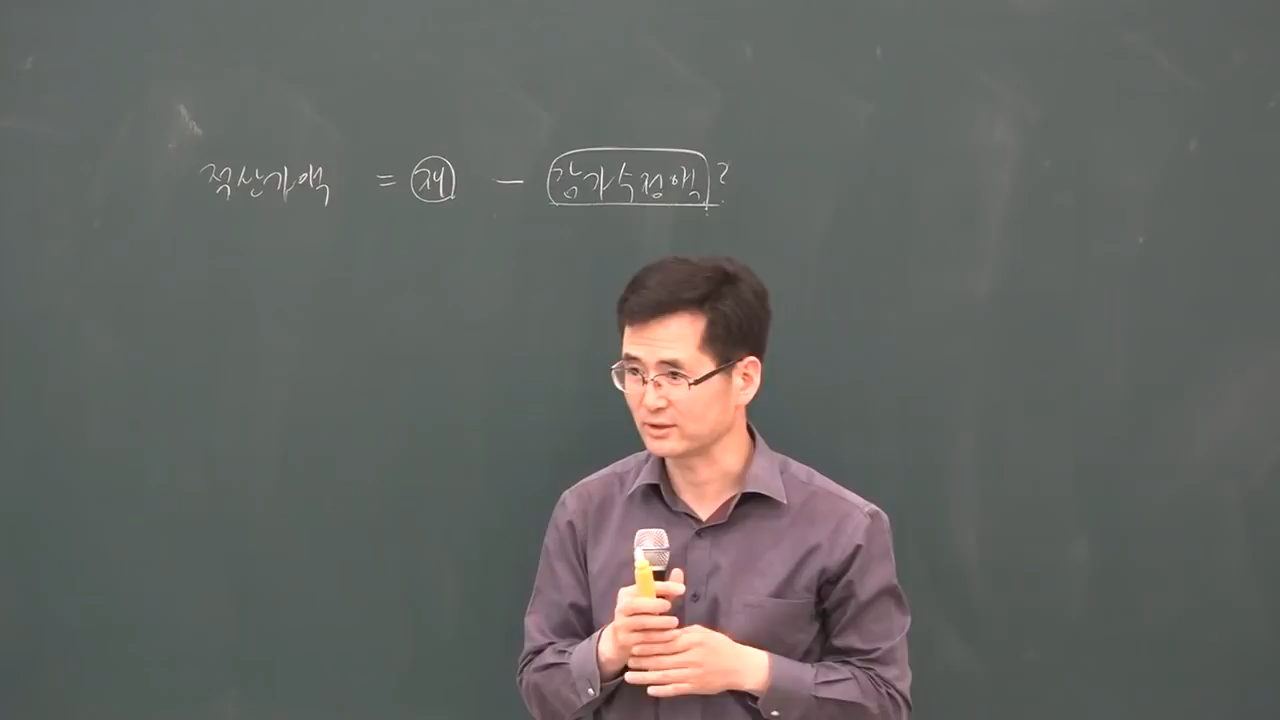 적산가액 = 재 - 감가수정액?